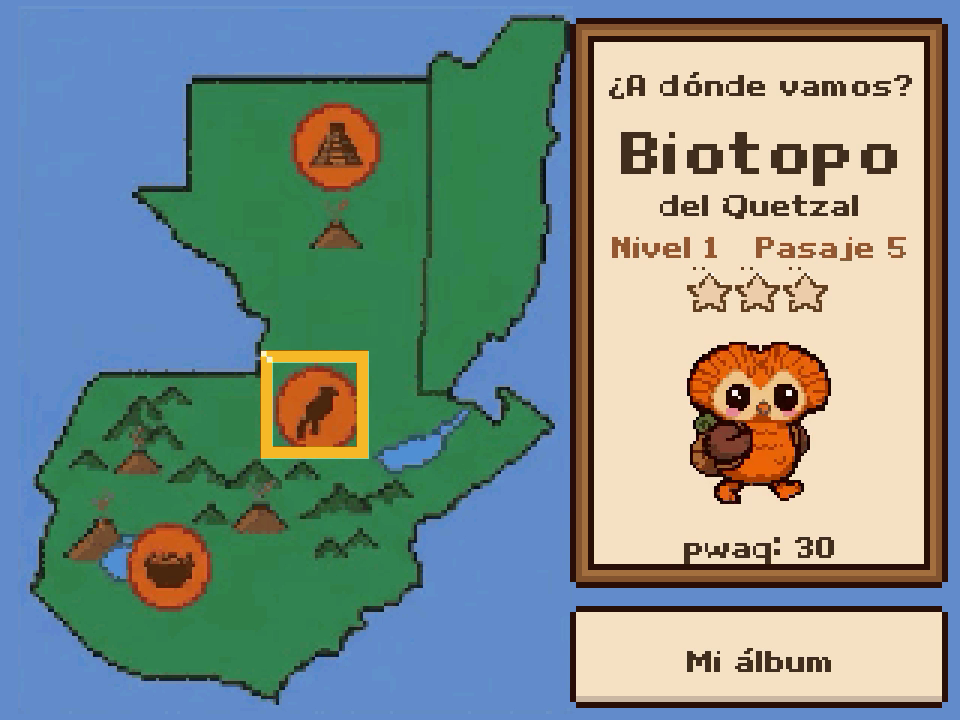 ¿A dónde vamos?
Biotopo
del Quetzal
Nivel 1 Pasaje 5
pwaq: 30
Mi álbum